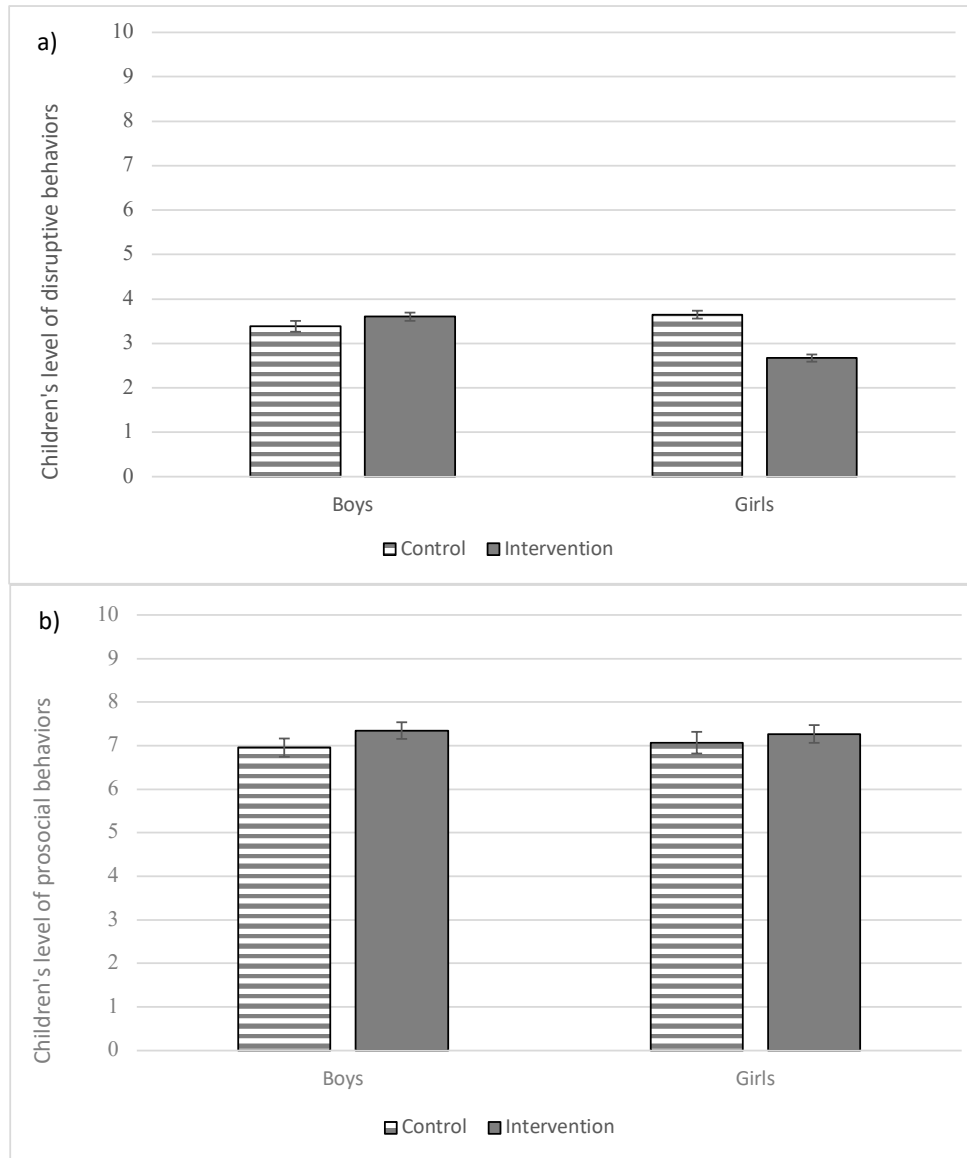 a)
Children's level of disruptive behaviors
10
9
8
7
6
5
4
3
2
1
0
Boys Girls
Control Intervention
b)
Children's level of prosocial behaviors
10
9
8
7
6
5
4
3
2
1
0
Boys Girls
Control Intervention